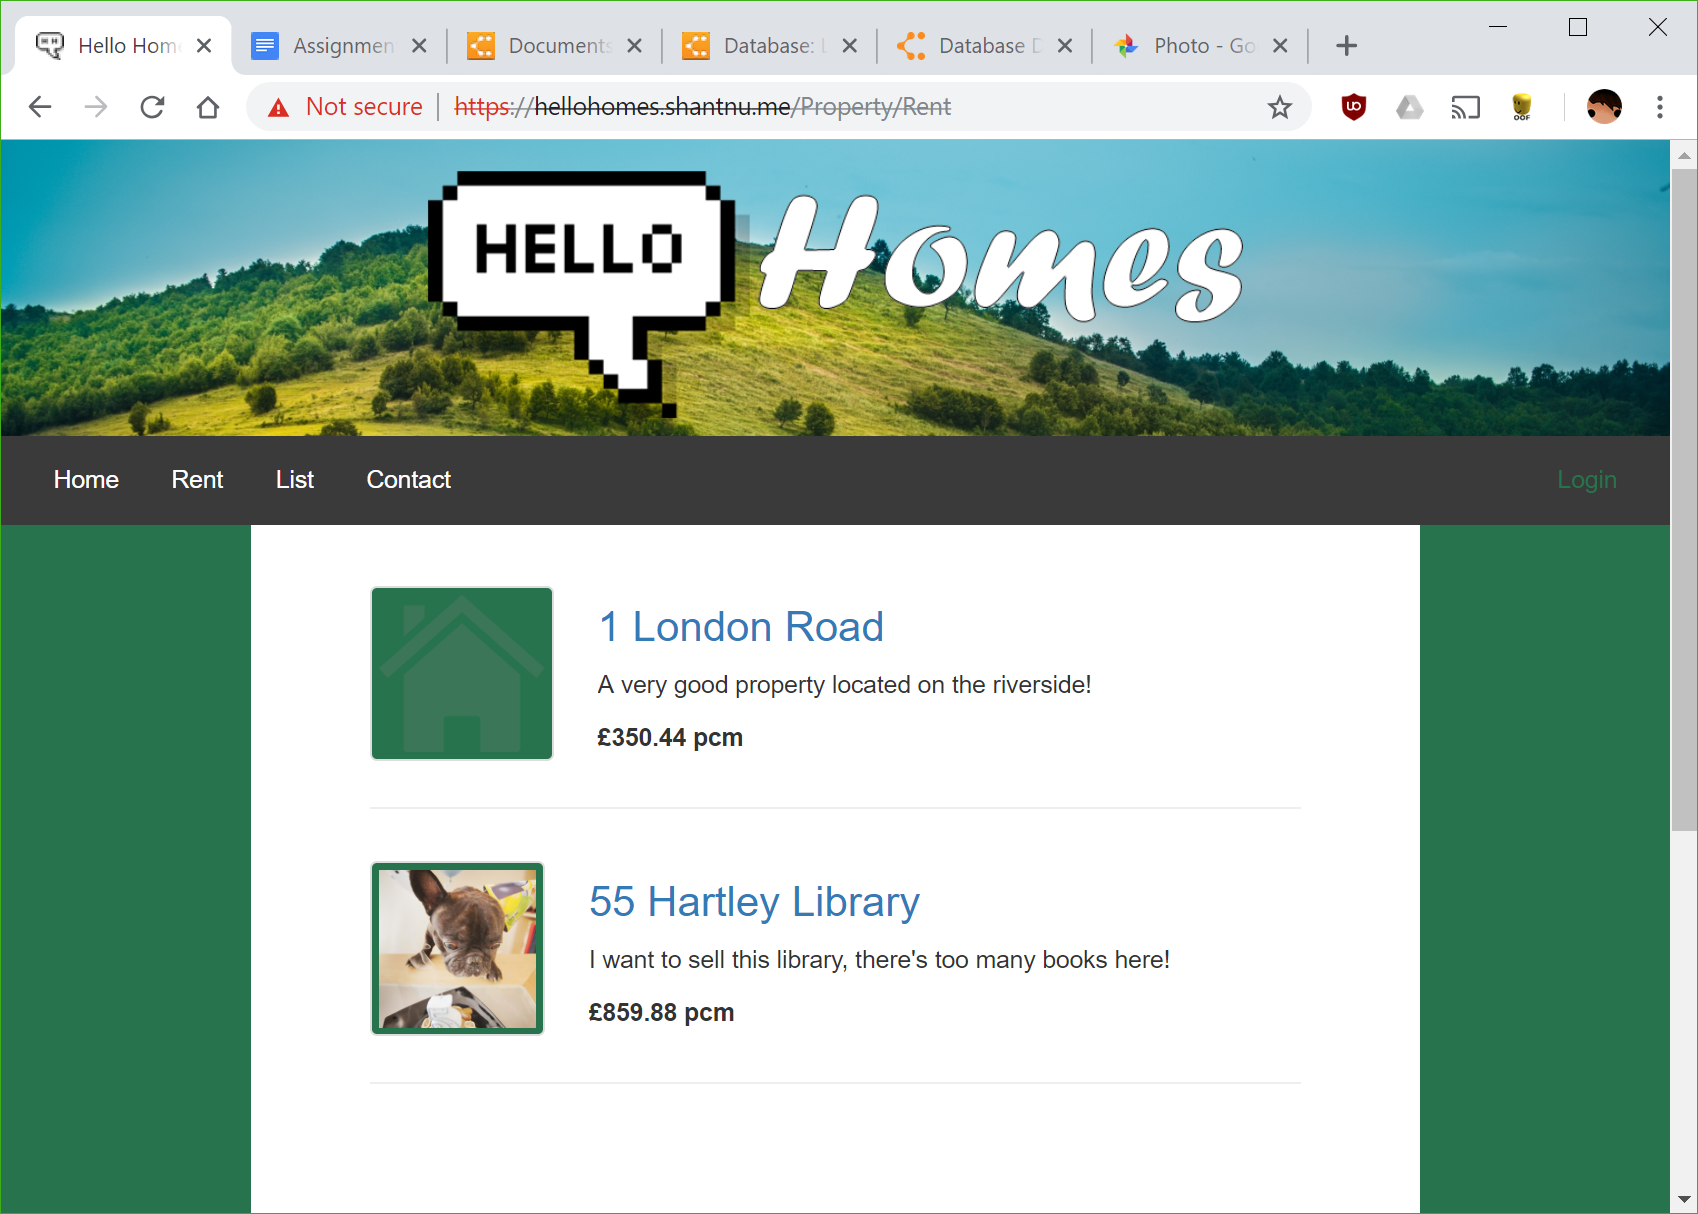 Hello Hom
Assignmen
Documents
Database: L
Database D
Photo - Go
Not secure
https://hellohomes.shantnu.me/Property/Rent
OOF
HELLO Homes
Home
Rent
List
Contact
Login
1 London Road
A very good property located on the riverside!
£350.44 pcm
55 Hartley Library
I want to sell this library, there's too many books here!
£859.88 pcm